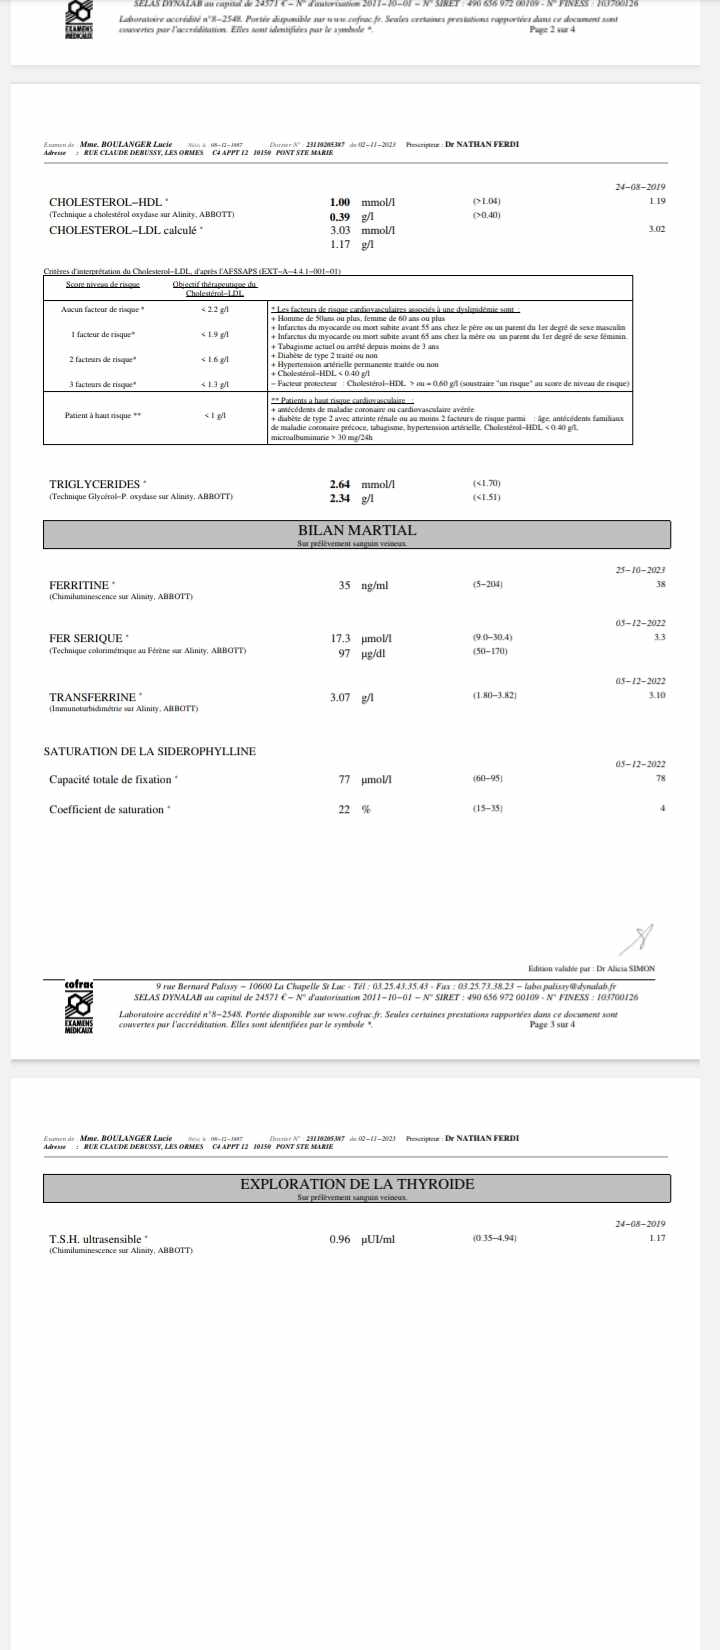 SELAS DYNALAB au capital de 24571 € – N° d'autorisation 2011–10–01 – N° SIRET : 490 656 972 00109 - N° FINESS : 103700126
EXAMENS MEDICAUX
Laboratoire accrédité n°8–2548. Portée disponible sur www.cofrac.fr. Seules certaines prestations rapportées dans ce document sont
couvertes par l'accréditation. Elles sont identifiées par le symbole *. Page 2 sur 4
Examen de Mme. BOULANGER Lucie Dossier N° : 23110205387 du 02–11–2023 Prescripteur : Dr NATHAN FERDI
Adresse : RUE CLAUDE DEBUSSY, LES ORMES C4 APPT 12 10150 PONT STE MARIE
24–08–2019
CHOLESTEROL–HDL * 1.00 mmol/l (>1.04) 1.19
(Technique a cholestérol oxydase sur Alinity, ABBOTT) 0.39 g/l (>0.40)
CHOLESTEROL–LDL calculé * 3.03 mmol/l 3.02
1.17 g/l
Critères d'interprétation du Cholesterol–LDL, d'après l'AFSSAPS (EXT–A–4.4.1–001–01)
Score niveau de risque Objectif thérapeutique du
Cholestérol–LDL
Aucun facteur de risque * < 2.2 g/l * Les facteurs de risque cardiovasculaires associés à une dyslipidémie sont :
+ Homme de 50ans ou plus, femme de 60 ans ou plus
+ Infarctus du myocarde ou mort subite avant 55 ans chez le père ou un parent du 1er degré de sexe masculin
1 facteur de risque* < 1.9 g/l + Infarctus du myocarde ou mort subite avant 65 ans chez la mère ou un parent du 1er degré de sexe féminin.
+ Tabagisme actuel ou arrêté depuis moins de 3 ans
2 facteurs de risque* < 1.6 g/l + Diabète de type 2 traité ou non
+ Hypertension artérielle permanente traitée ou non
+ Cholestérol–HDL < 0.40 g/l
3 facteurs de risque* < 1.3 g/l – Facteur protecteur : Cholestérol–HDL > ou = 0,60 g/l (soustraire "un risque" au score de niveau de risque)
** Patients a haut risque cardiovasculaire :
+ antécédents de maladie coronaire ou cardiovasculaire avérée
Patient à haut risque ** < 1 g/l + diabète de type 2 avec atteinte rénale ou au moins 2 facteurs de risque parmi : âge, antécédents familiaux
de maladie coronaire précoce, tabagisme, hypertension artérielle, Cholestérol–HDL < 0.40 g/l,
microalbuminurie > 30 mg/24h
TRIGLYCERIDES * 2.64 mmol/l (<1.70)
(Technique Glycérol–P. oxydase sur Alinity, ABBOTT) 2.34 g/l (<1.51)
BILAN MARTIAL
Sur prélèvement sanguin veineux.
25–10–2023
FERRITINE * 35 ng/ml (5–204) 38
(Chimiluminescence sur Alinity, ABBOTT)
05–12–2022
FER SERIQUE * 17.3 µmol/l (9.0–30.4) 3.3
(Technique colorimétrique au Férène sur Alinity, ABBOTT) 97 µg/dl (50–170)
05–12–2022
TRANSFERRINE * 3.07 g/l (1.80–3.82) 3.10
(Immunoturbidimétrie sur Alinity, ABBOTT)
SATURATION DE LA SIDEROPHYLLINE
05–12–2022
Capacité totale de fixation * 77 µmol/l (60–95) 78
Coefficient de saturation * 22 % (15–35) 4
Edition validée par : Dr Alicia SIMON
cofrac
9 rue Bernard Palissy – 10600 La Chapelle St Luc - Tél : 03.25.43.35.43 - Fax : 03.25.73.38.23 – labo.palissy@dynalab.fr
SELAS DYNALAB au capital de 24571 € – N° d'autorisation 2011–10–01 – N° SIRET : 490 656 972 00109 - N° FINESS : 103700126
EXAMENS MEDICAUX
Laboratoire accrédité n°8–2548. Portée disponible sur www.cofrac.fr. Seules certaines prestations rapportées dans ce document sont
couvertes par l'accréditation. Elles sont identifiées par le symbole *. Page 3 sur 4
Examen de Mme. BOULANGER Lucie Dossier N° : 23110205387 du 02–11–2023 Prescripteur : Dr NATHAN FERDI
Adresse : RUE CLAUDE DEBUSSY, LES ORMES C4 APPT 12 10150 PONT STE MARIE
EXPLORATION DE LA THYROIDE
Sur prélèvement sanguin veineux.
24–08–2019
T.S.H. ultrasensible * 0.96 µUI/ml (0.35–4.94) 1.17
(Chimiluminescence sur Alinity, ABBOTT)